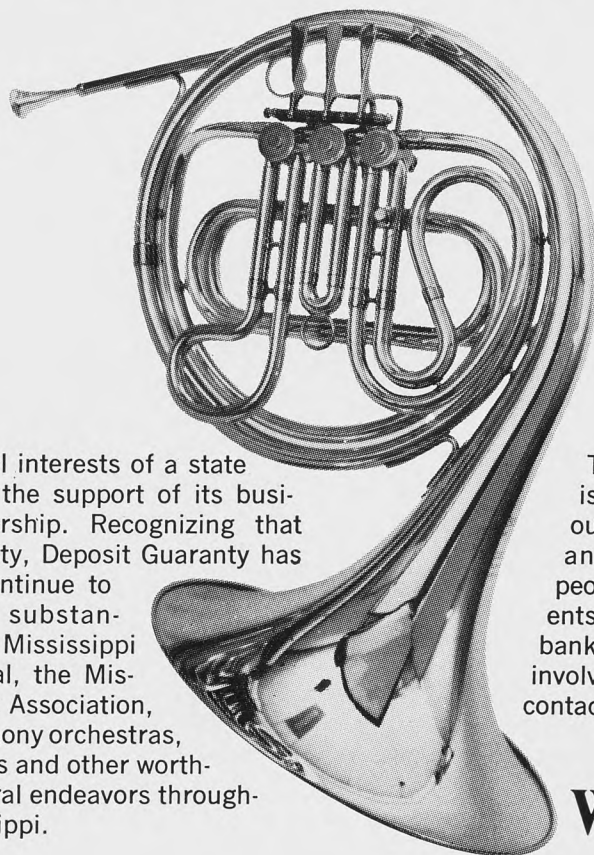 l interests of a state
the support of its busi-
rship. Recognizing that
ty, Deposit Guaranty has
ntinue to
substan-
Mississippi
al, the Mis-
Association,
ony orchestras,
s and other worth-
ral endeavors through-
ippi.
T
is
ou
an
peo
ents
bank
involv
contac
W